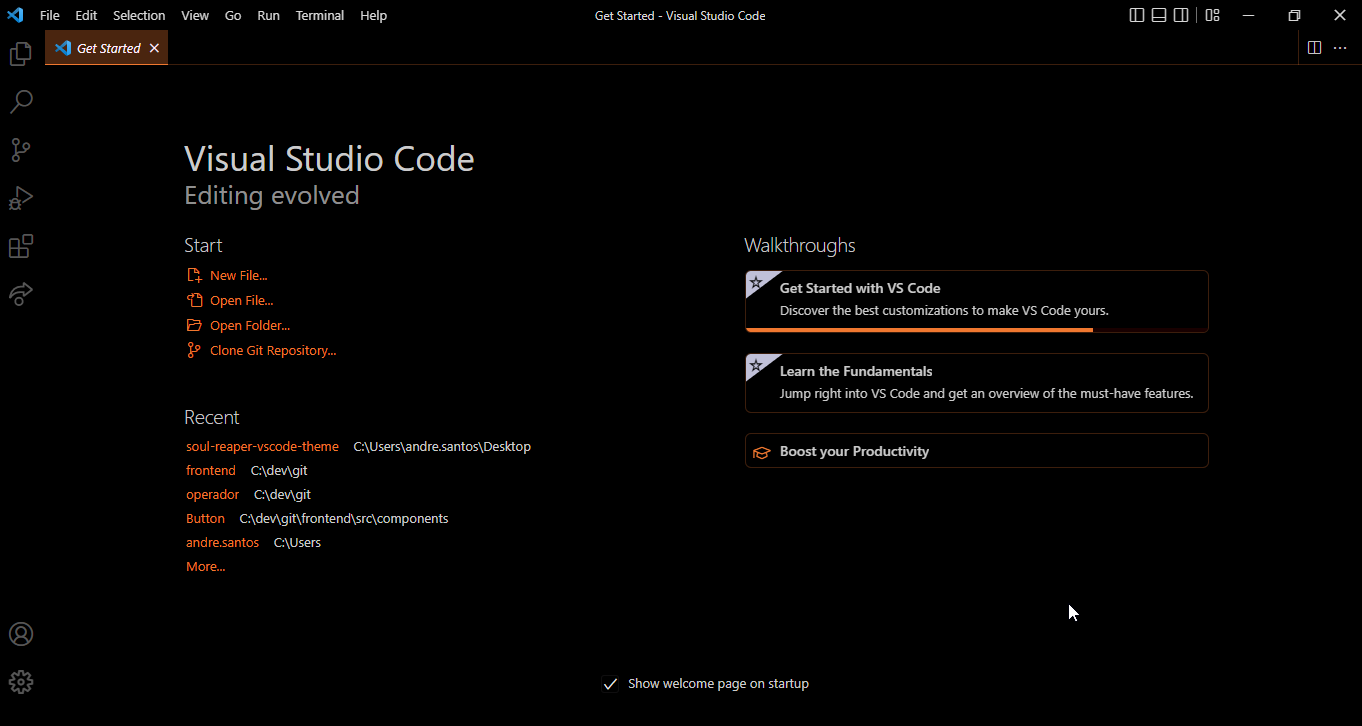 File Edit Selection View Go Run Terminal Help Get Started - Visual Studio Code
Get Started
Visual Studio Code
Editing evolved
Start
New File...
Open File...
Open Folder...
Clone Git Repository...
Recent
soul-reaper-vscode-theme C:\Users\andre.santos\Desktop
frontend C:\dev\git
operador C:\dev\git
Button C:\dev\git\frontend\src\components
andre.santos C:\Users
More...
Walkthroughs
Get Started with VS Code
Discover the best customizations to make VS Code yours.
Learn the Fundamentals
Jump right into VS Code and get an overview of the must-have features.
Boost your Productivity
Show welcome page on startup